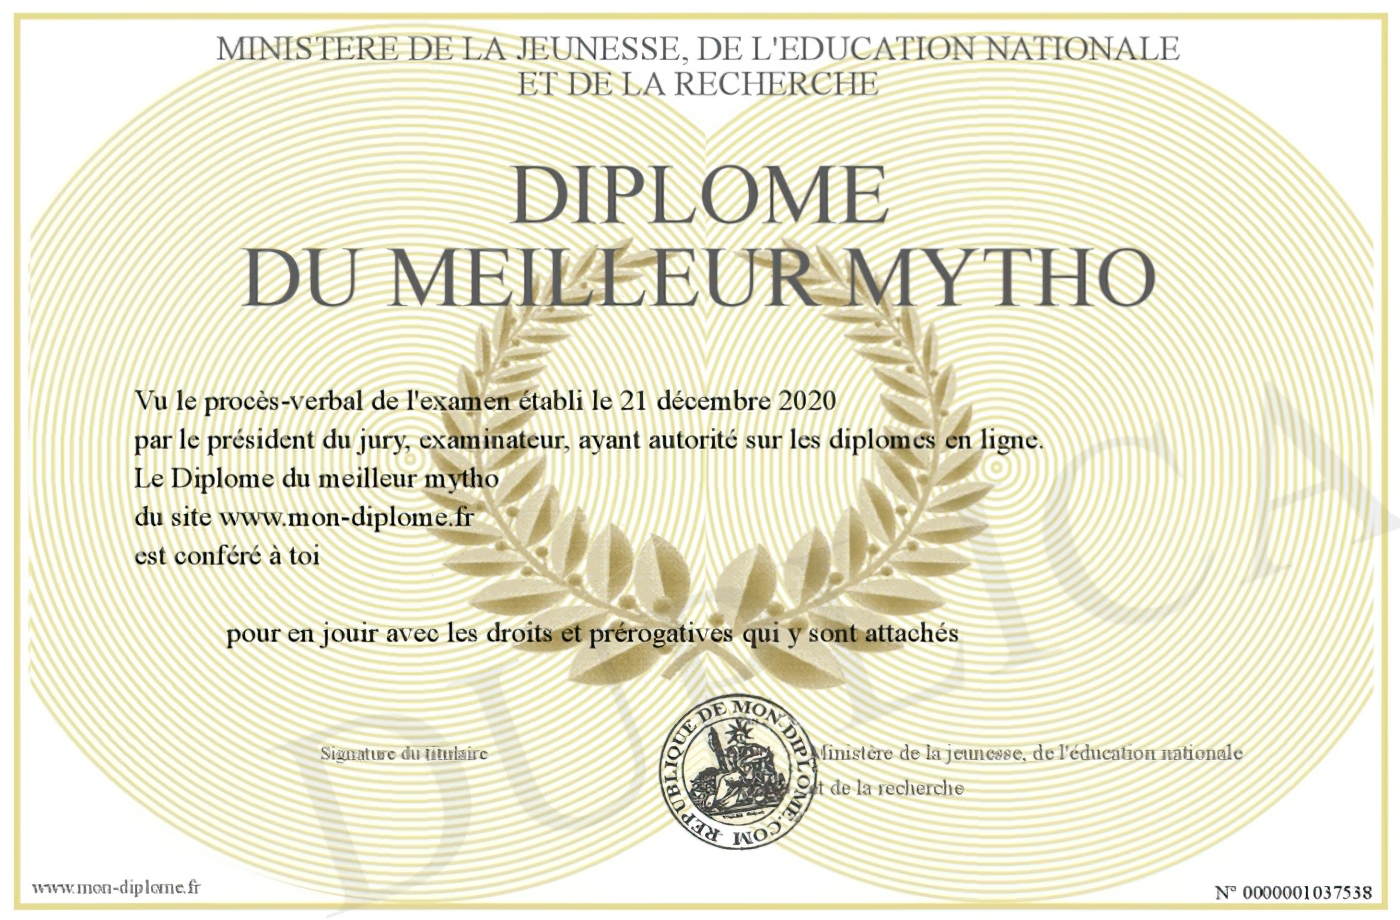 MINISTERE DE LA JEUNESSE, DE L'EDUCATION NATIONALE
ET DE LA RECHERCHE
DIPLOME
DU MEILLEUR MYTHO
Vu le procès-verbal de l'examen établi le 21 décembre 2020
par le président du jury, examinateur, ayant autorité sur les diplomes en ligne.
Le Diplome du meilleur mytho
du site www.mon-diplome.fr
est conféré à toi
pour en jouir avec les droits et prérogatives qui y sont attachés
Signature du titulaire
Ministère de la jeunesse, de l'éducation nationale
et de la recherche
REPUBLIQUE DE MON-DIPLOME.COM
www.mon-diplome.fr
N° 0000001037538
DUPLICA